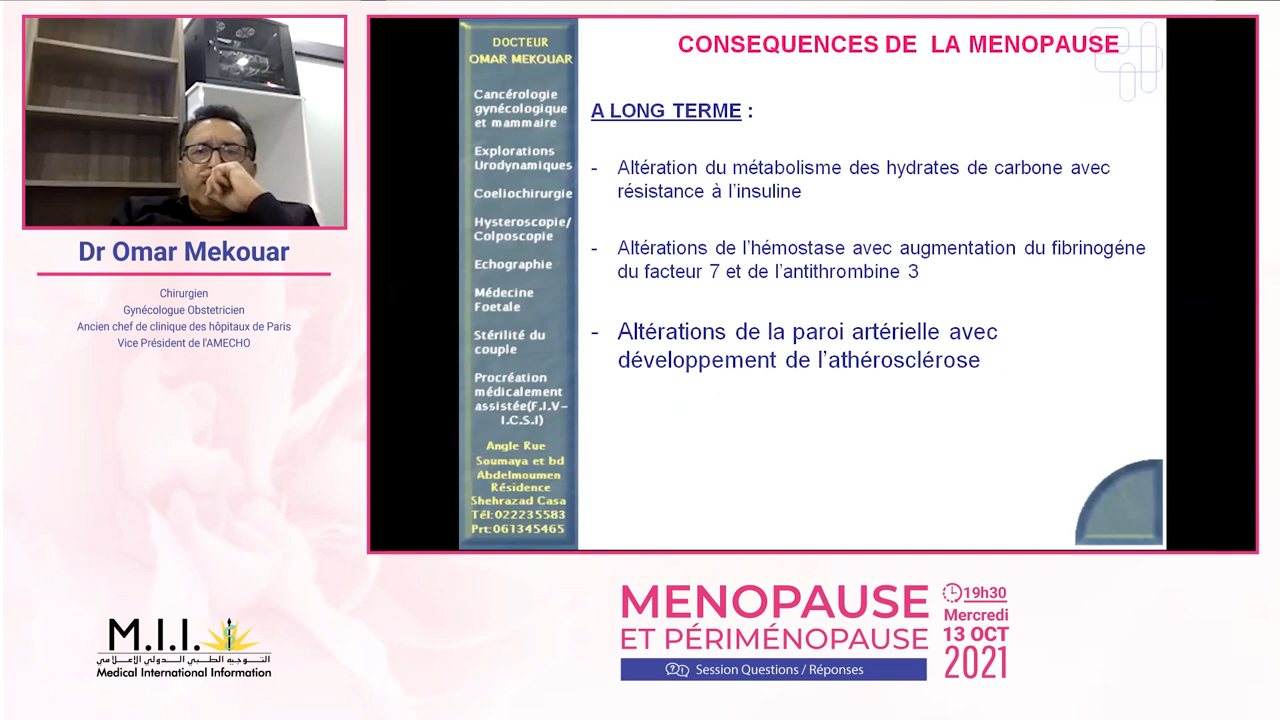 Dr Omar Mekouar
Chirurgien
Gynécologue Obstetricien
Ancien chef de clinique des hôpitaux de Paris
Vice Président de l'AMECHO
M.I.I.
التوجيه الطبي الدولي الإعلامي
Medical International Information
DOCTEUR
OMAR MEKOUAR
Cancérologie
gynécologique
et mammaire
Explorations
Urodynamiques
Coeliochirurgie
Hysteroscopie/
Colposcopie
Echographie
Médecine
Foetale
Stérilité du
couple
Procréation
médicalement
assistée(F.I.V-
I.C.S.I)
Angle Rue
Soumaya et bd
Abdelmoumen
Résidence
Shehrazad Casa
Tél:022235583
Prt:061345465
CONSEQUENCES DE LA MENOPAUSE
A LONG TERME :
- Altération du métabolisme des hydrates de carbone avec
résistance à l'insuline
- Altérations de l'hémostase avec augmentation du fibrinogéne
du facteur 7 et de l'antithrombine 3
- Altérations de la paroi artérielle avec
développement de l'athérosclérose
MENOPAUSE
ET PÉRIMÉNOPAUSE
Session Questions / Réponses
19h30
Mercredi
13 OCT
2021